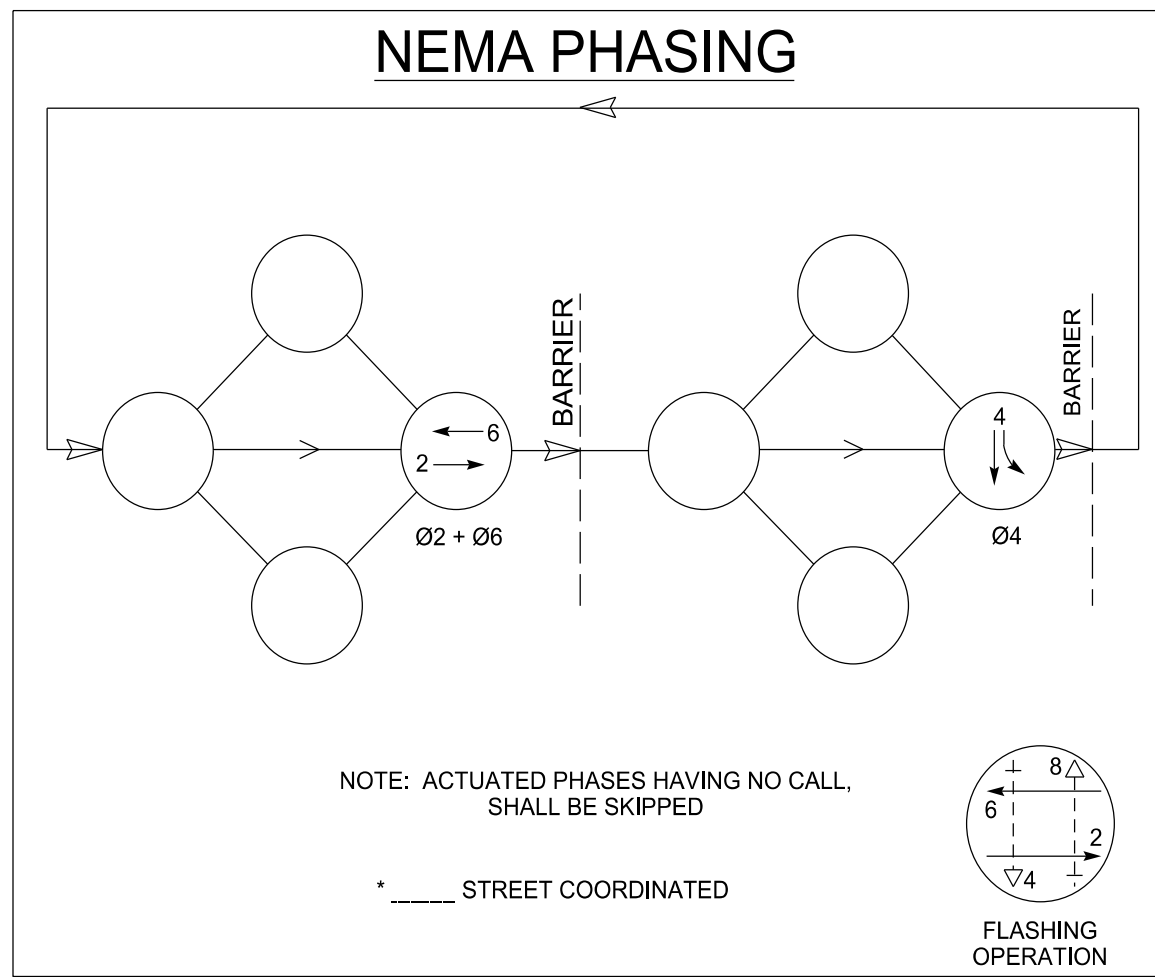 NEMA PHASING
BARRIER
BARRIER
6
2
4
Ø2 + Ø6
Ø4
NOTE: ACTUATED PHASES HAVING NO CALL,
SHALL BE SKIPPED
* _____ STREET COORDINATED
8
6
2
4
FLASHING
OPERATION